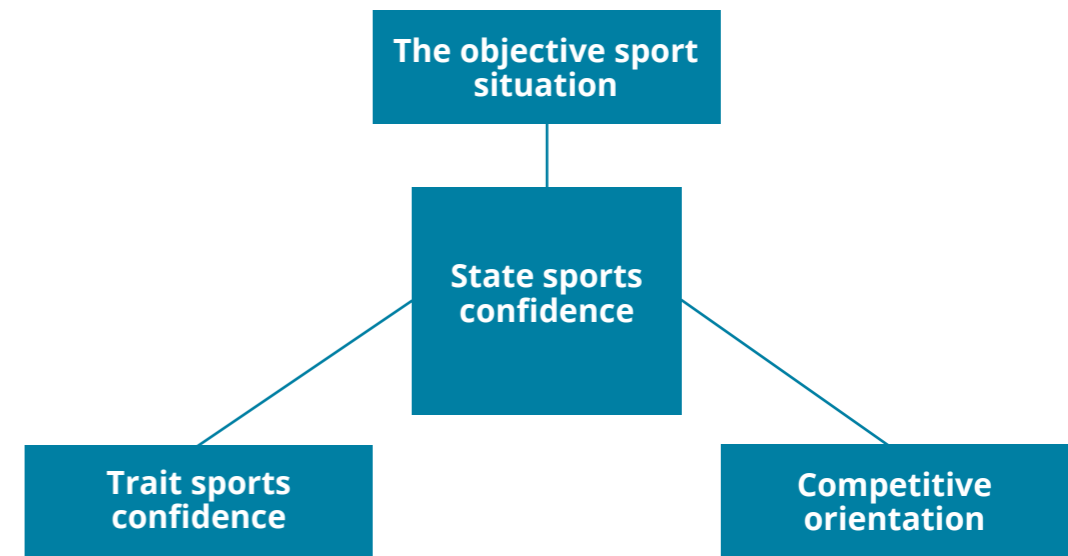 The objective sport
situation
State sports
confidence
Trait sports
confidence
Competitive
orientation